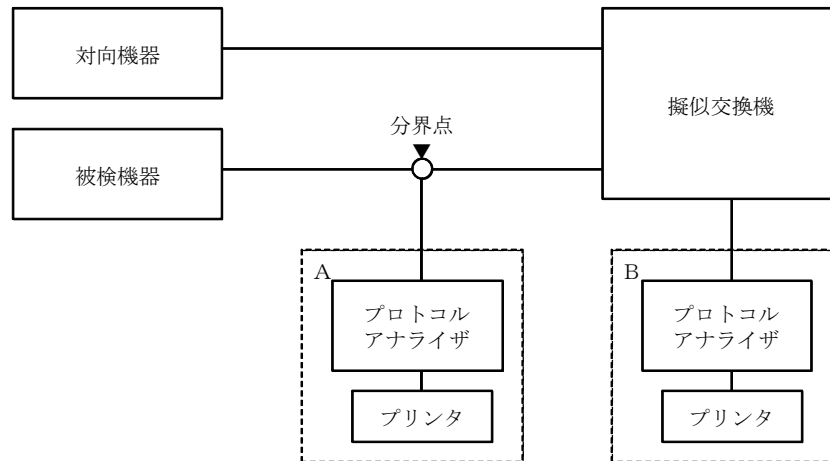 対向機器
擬似交換機
分界点
被検機器
A
プロトコル
アナライザ
プリンタ
B
プロトコル
アナライザ
プリンタ